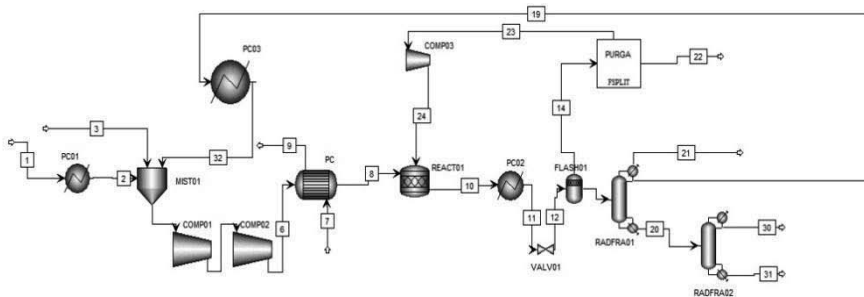 19
23
PC03
COMP03
PURGA
FSPLIT
22
3
14
24
1
PC01
32
9
PC
FLASH01
21
2
MIST01
8
REACT01
PC02
10
6
COMP01
COMP02
7
11
12
VALV01
20
RADFRA01
30
31
RADFRA02